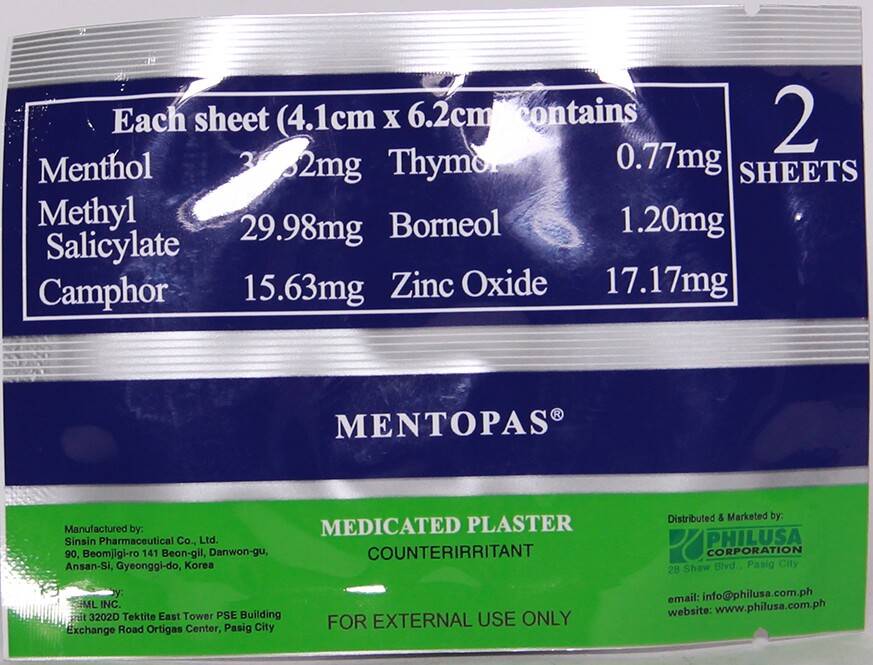 Each sheet (4.1cm x 6.2cm contains
Menthol Thymol 0.77mg
Methyl
Salicylate 29.98mg Borneol 1.20mg
Camphor 15.63mg Zinc Oxide 17.17mg
2
SHEETS
MENTOPAS®
Manufactured by:
Sinsin Pharmaceutical Co., Ltd.
90, Beomjigi-ro 141 Beon-gil, Danwon-gu,
Ansan-Si, Gyeonggi-do, Korea
INC.
3202D Tektite East Tower PSE Building
Exchange Road Ortigas Center, Pasig City
MEDICATED PLASTER
COUNTERIRRITANT
FOR EXTERNAL USE ONLY
Distributed & Marketed by:
PHILUSA
CORPORATION
28 Shaw Blvd., Pasig City
email: info@philusa.com.ph
website: www.philusa.com.ph